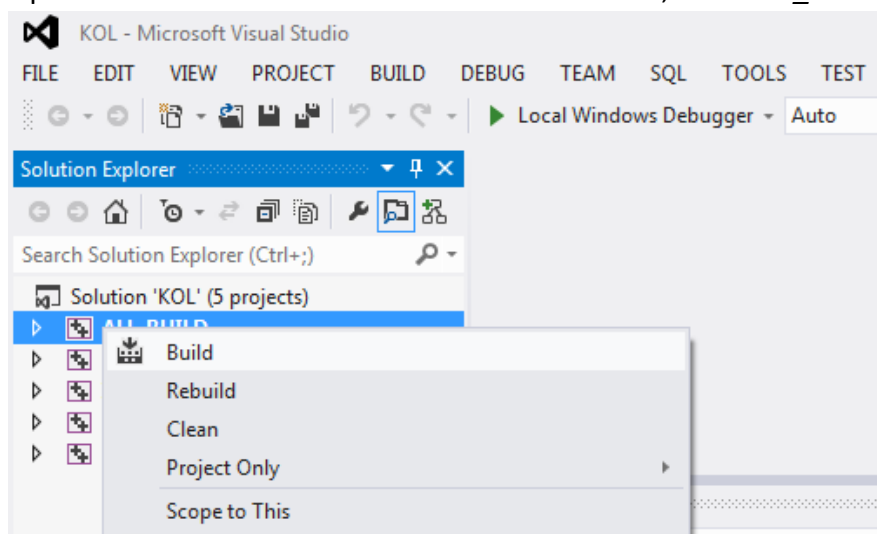 KOL - Microsoft Visual Studio
FILE EDIT VIEW PROJECT BUILD DEBUG TEAM SQL TOOLS TEST
Local Windows Debugger Auto
Solution Explorer
Search Solution Explorer (Ctrl+;)
Solution 'KOL' (5 projects)
ALL_BUILD
Build
Rebuild
Clean
Project Only
Scope to This